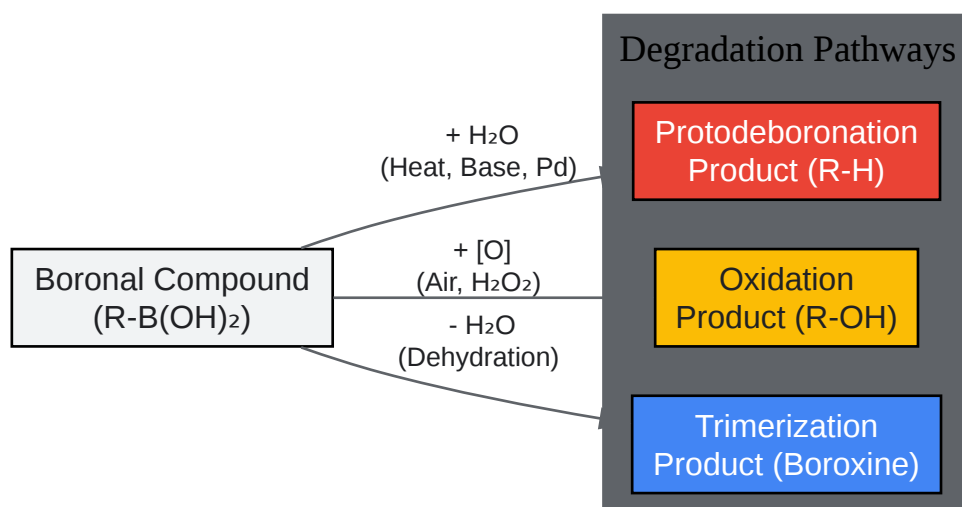 Degradation Pathways
+ H₂O
(Heat, Base, Pd)
Protodeboronation
Product (R-H)
Boronal Compound
(R-B(OH)₂)
+ [O]
(Air, H₂O₂)
Oxidation
Product (R-OH)
- H₂O
(Dehydration)
Trimerization
Product (Boroxine)